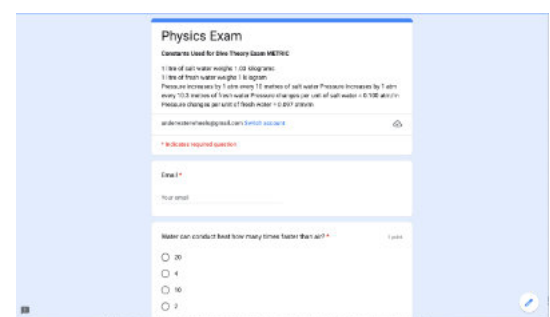 Physics Exam
Constants Used for Dive Theory Exam METRIC
1 litre of salt water weighs 1.03 kilograms
1 litre of fresh water weighs 1 kilogram
Pressure increases by 1 atm every 10 metres of salt water Pressure increases by 1 atm
every 10.3 metres of fresh water Pressure changes per unit of salt water = 0.100 atm/m
Pressure changes per unit of fresh water = 0.097 atm/m
Switch account
* Indicates required question
Email *
Your email
Water can conduct heat how many times faster than air? *
1 point
20
4
10
2